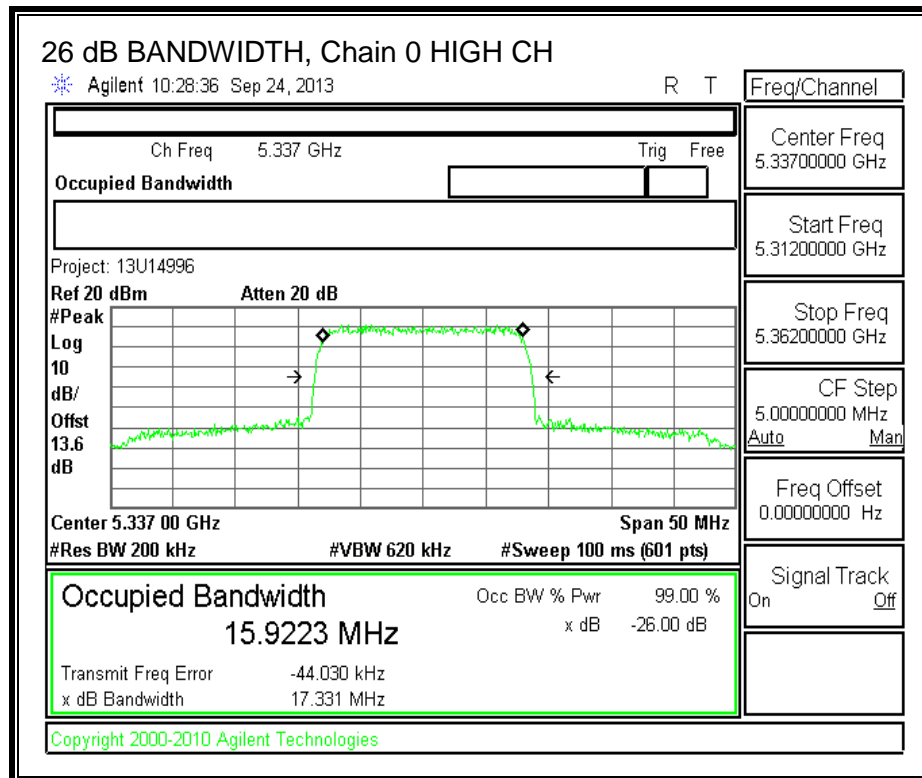 26 dB BANDWIDTH, Chain 0 HIGH CH
Agilent 10:28:36 Sep 24, 2013 R T
Freq/Channel
Ch Freq 5.337 GHz Trig Free
Occupied Bandwidth
Center Freq
5.33700000 GHz
Start Freq
5.31200000 GHz
Stop Freq
5.36200000 GHz
CF Step
5.00000000 MHz
Auto Man
Freq Offset
0.00000000 Hz
Signal Track
On Off
Project: 13U14996
Ref 20 dBm Atten 20 dB
#Peak
Log
10
dB/
Offst
13.6
dB
Center 5.337 00 GHz Span 50 MHz
#Res BW 200 kHz #VBW 620 kHz #Sweep 100 ms (601 pts)
Occupied Bandwidth Occ BW % Pwr 99.00 %
15.9223 MHz x dB -26.00 dB
Transmit Freq Error -44.030 kHz
x dB Bandwidth 17.331 MHz
Copyright 2000-2010 Agilent Technologies